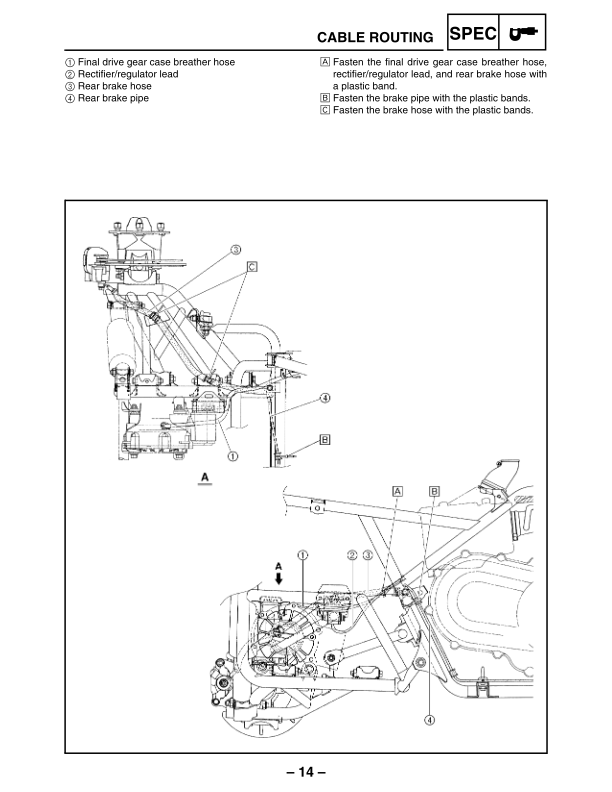 CABLE ROUTING
SPEC
① Final drive gear case breather hose
② Rectifier/regulator lead
③ Rear brake hose
④ Rear brake pipe
A Fasten the final drive gear case breather hose,
rectifier/regulator lead, and rear brake hose with
a plastic band.
B Fasten the brake pipe with the plastic bands.
C Fasten the brake hose with the plastic bands.
③
C
④
B
①
A
A B
A ① ② ③
④
– 14 –